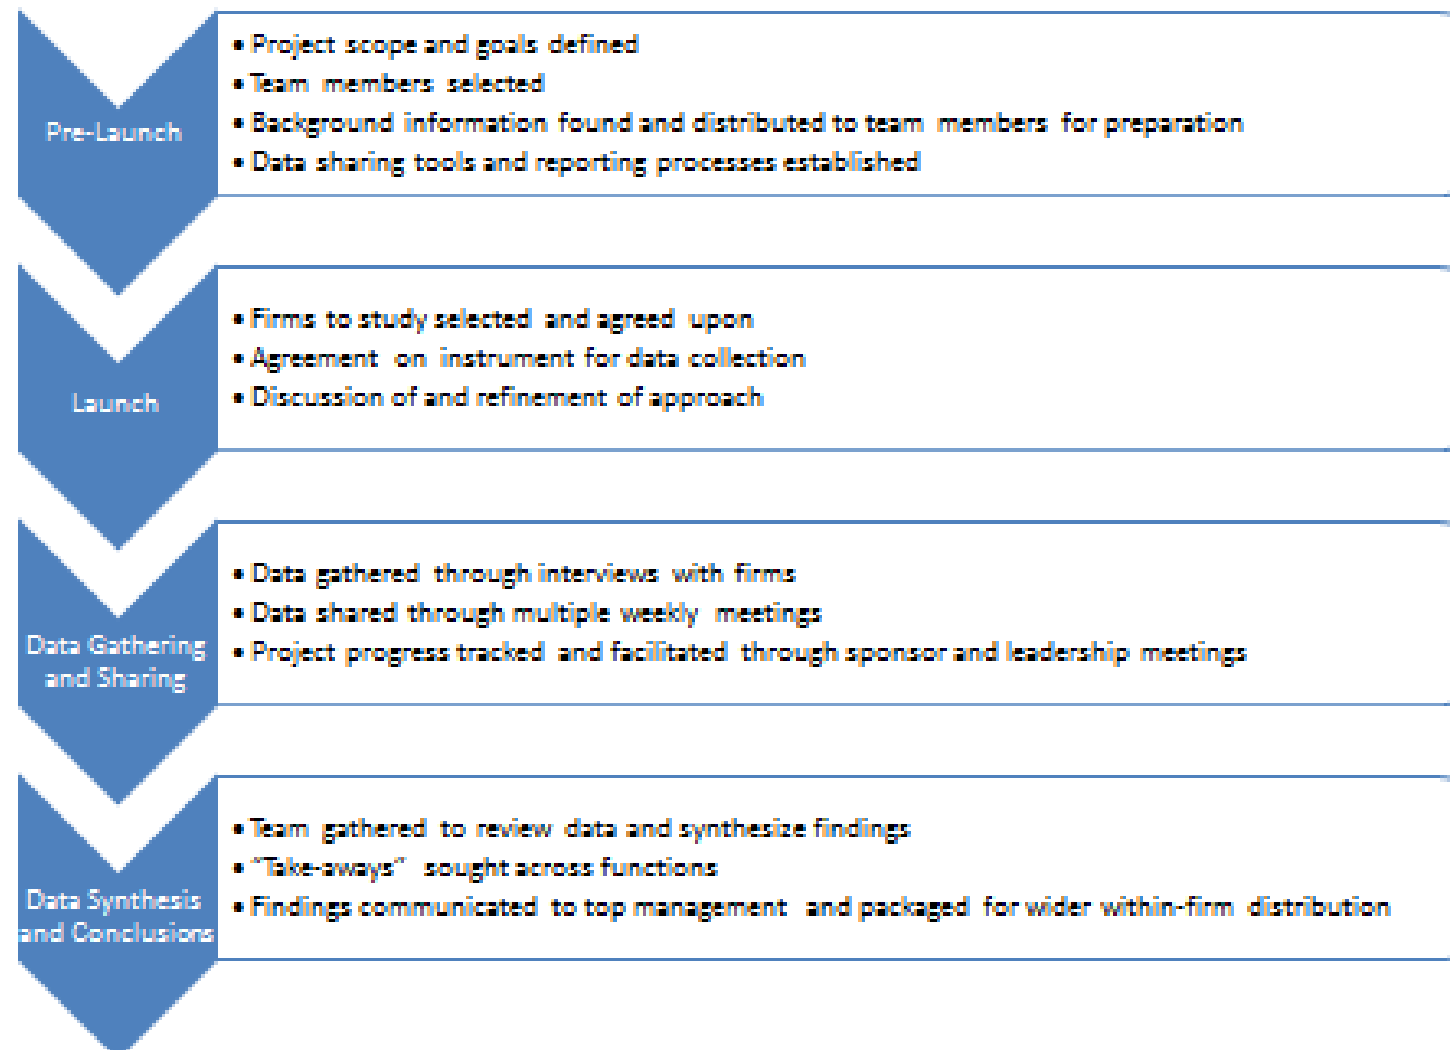 Pre-Launch
• Project scope and goals defined
• Team members selected
• Background information found and distributed to team members for preparation
• Data sharing tools and reporting processes established
Launch
• Firms to study selected and agreed upon
• Agreement on instrument for data collection
• Discussion of and refinement of approach
Data Gathering
and Sharing
• Data gathered through interviews with firms
• Data shared through multiple weekly meetings
• Project progress tracked and facilitated through sponsor and leadership meetings
Data Synthesis
and Conclusions
• Team gathered to review data and synthesize findings
• “Take-aways” sought across functions
• Findings communicated to top management and packaged for wider within-firm distribution